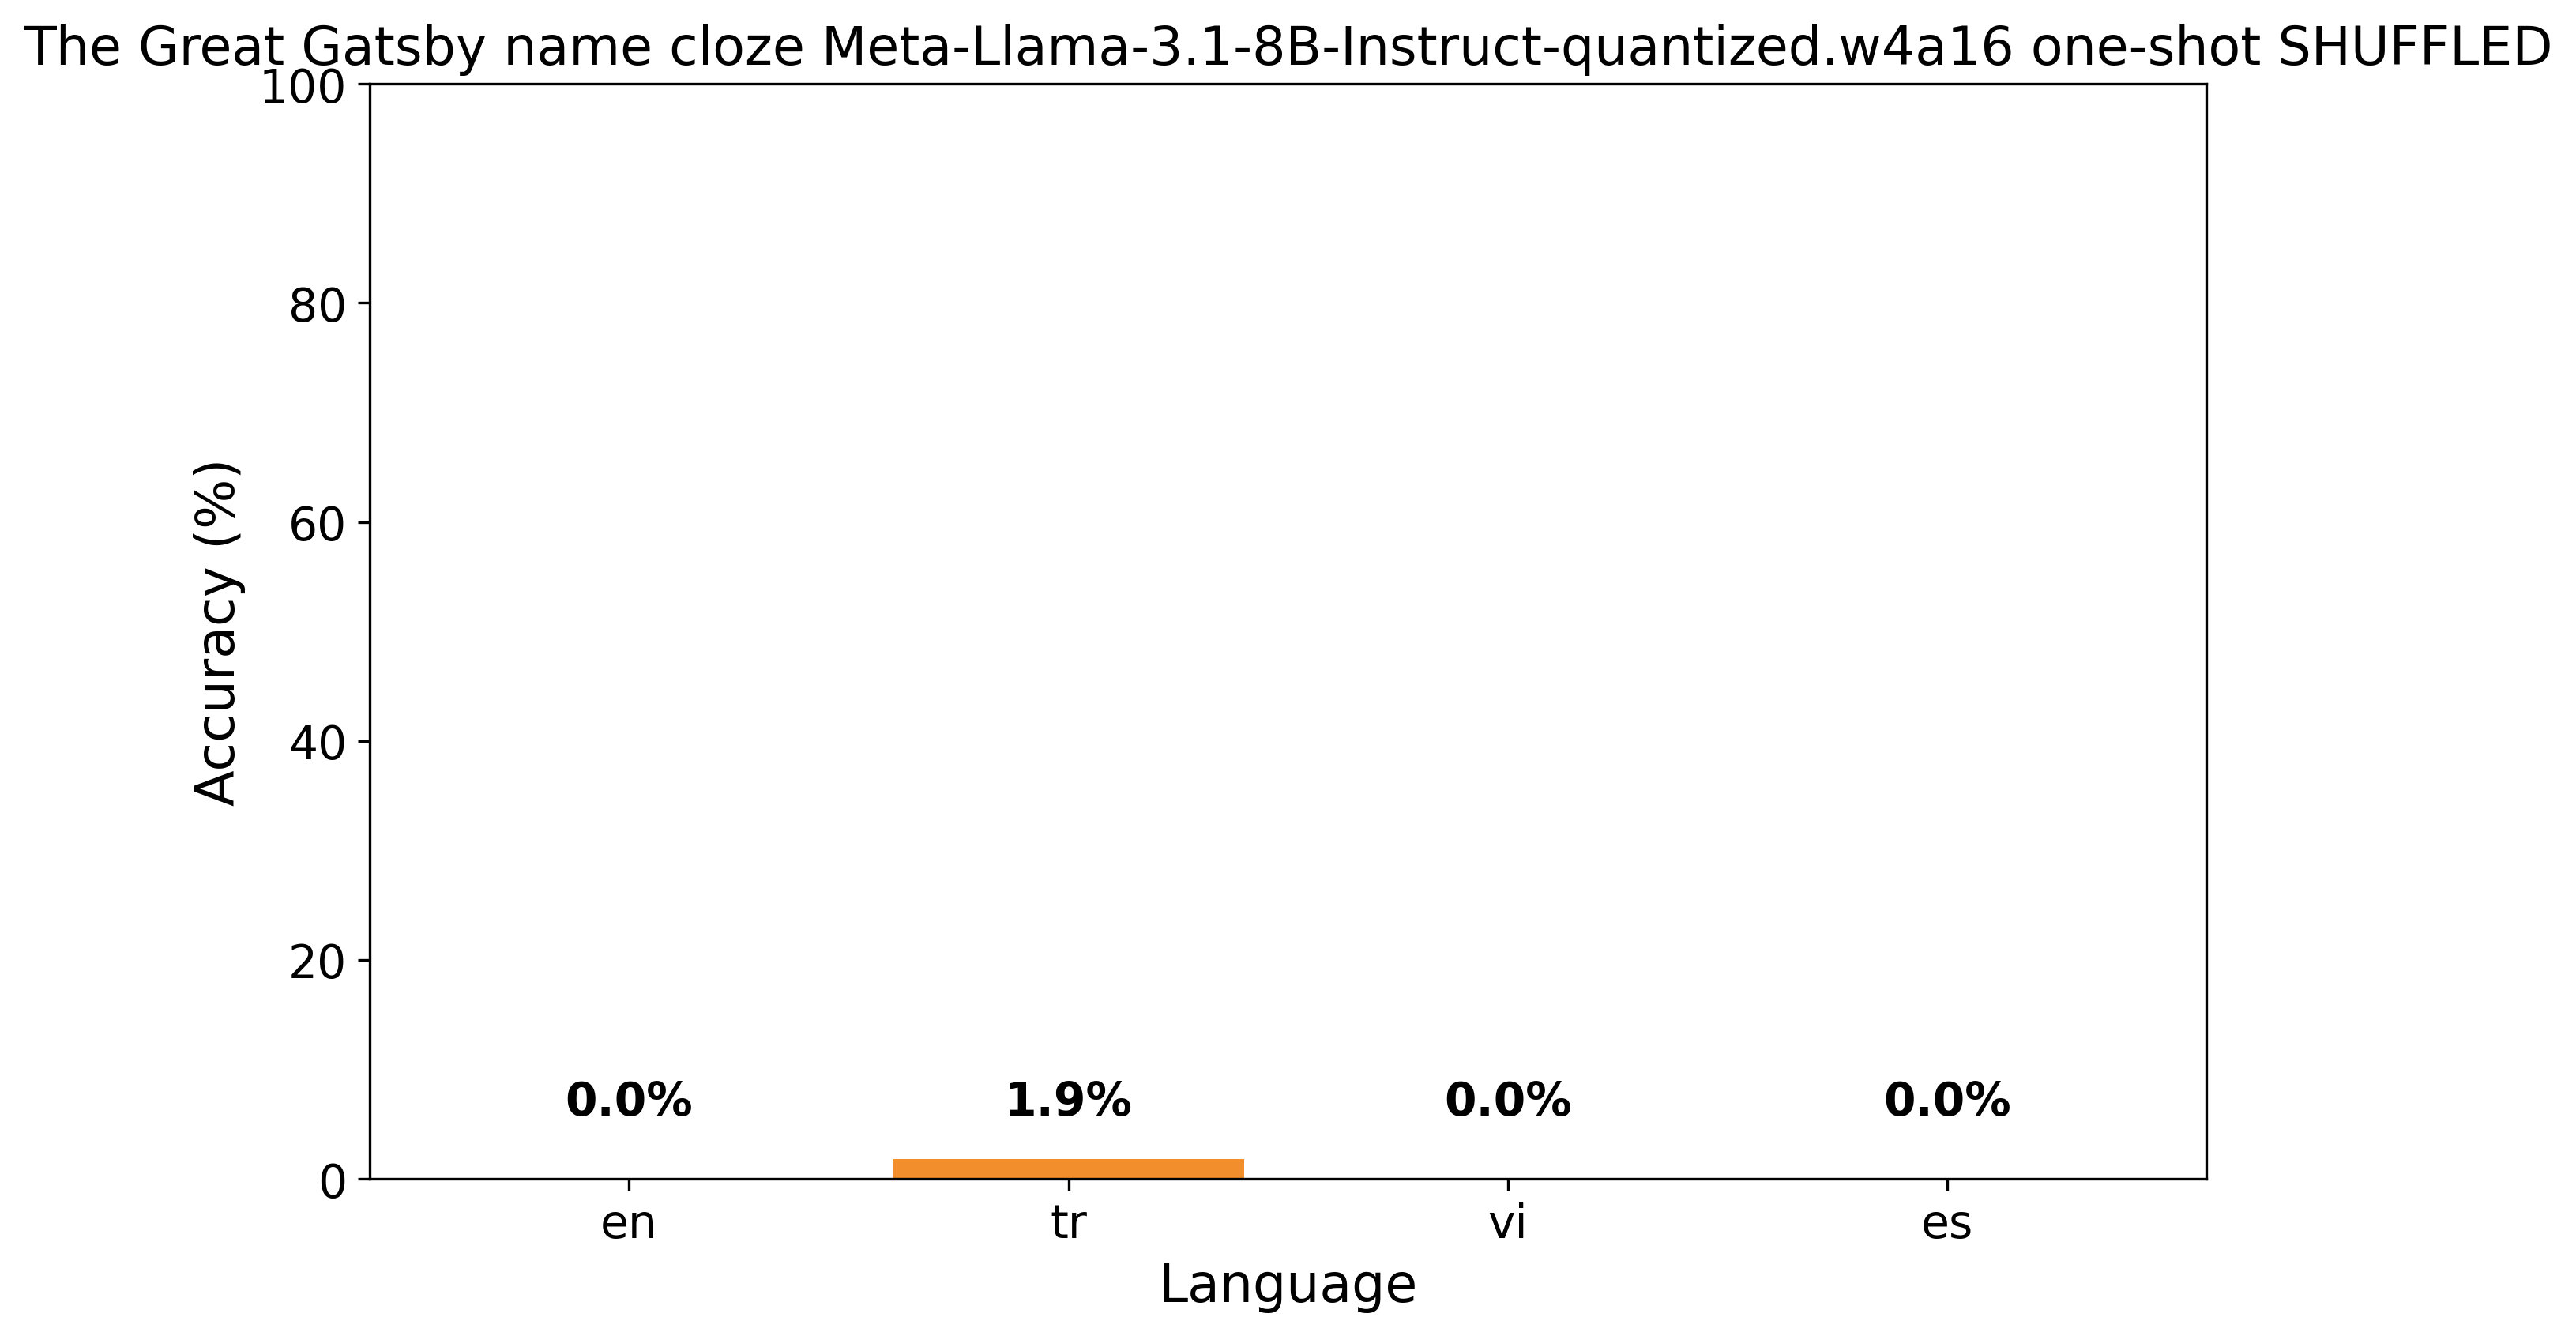 The Great Gatsby name cloze Meta-Llama-3.1-8B-Instruct-quantized.w4a16 one-shot SHUFFLED
100
80
60
40
20
0
Accuracy (%)
0.0%
1.9%
0.0%
0.0%
en
tr
vi
es
Language